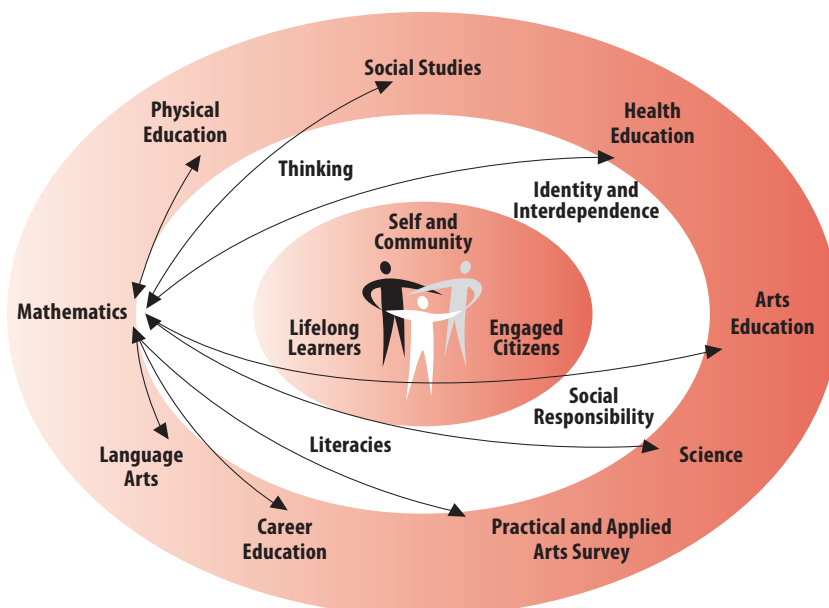 Social Studies
Physical
Education
Health
Education
Thinking
Identity and
Interdependence
Self and
Community
Mathematics
Lifelong
Learners
Engaged
Citizens
Arts
Education
Social
Responsibility
Literacies
Language
Arts
Science
Career
Education
Practical and Applied
Arts Survey